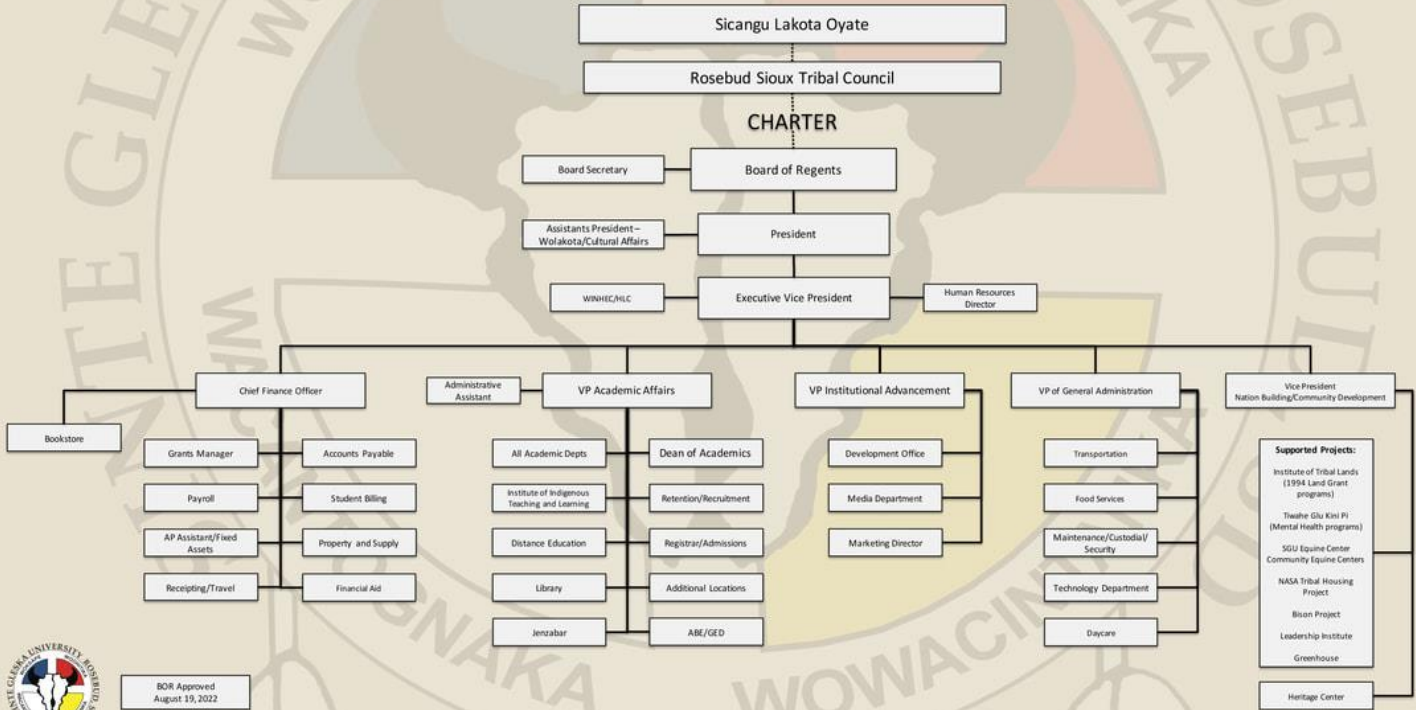 Sicangu Lakota Oyate
Rosebud Sioux Tribal Council
CHARTER
Board Secretary
Board of Regents
Assistants President –
Wolakota/Cultural Affairs
President
WINHEC/HLC
Executive Vice President
Human Resources
Director
Chief Finance Officer
Administrative
Assistant
VP Academic Affairs
VP Institutional Advancement
VP of General Administration
Vice President
Nation Building/Community Development
Bookstore
Grants Manager
Accounts Payable
Payroll
Student Billing
AP Assistant/Fixed
Assets
Property and Supply
Receipting/Travel
Financial Aid
All Academic Depts
Dean of Academics
Institute of Indigenous
Teaching and Learning
Retention/Recruitment
Distance Education
Registrar/Admissions
Library
Additional Locations
Jenzabar
ABE/GED
Development Office
Media Department
Marketing Director
Transportation
Food Services
Maintenance/Custodial/
Security
Technology Department
Daycare
Supported Projects:
Institute of Tribal Lands
(1994 Land Grant
programs)
Tiwahe Glu Kini Pi
(Mental Health programs)
SGU Equine Center
Community Equine Centers
NASA Tribal Housing
Project
Bison Project
Leadership Institute
Greenhouse
Heritage Center
BOR Approved
August 19, 2022
ROSEBUD
WOWACINTANKA